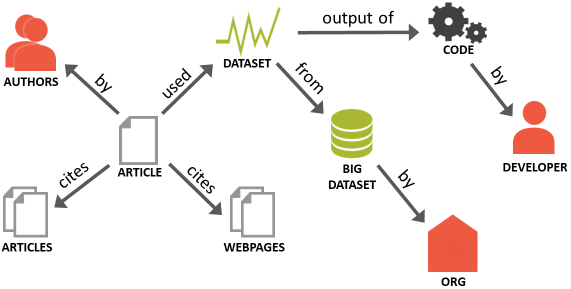 output of
DATASET
CODE
AUTHORS
by
used
from
by
ARTICLE
BIG
DATASET
DEVELOPER
cites
cites
by
ARTICLES
WEBPAGES
ORG